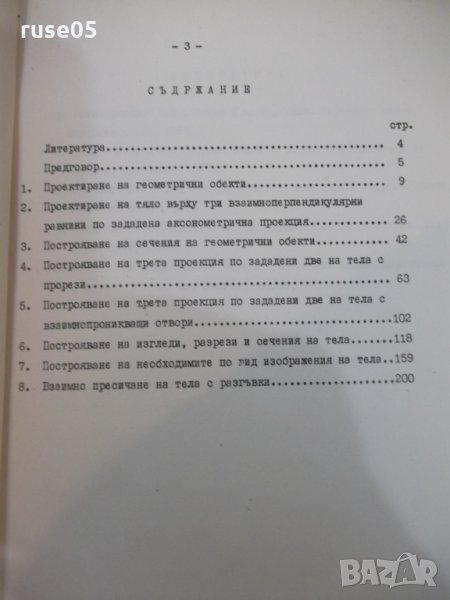 ruse05
- 3 -
СЪДРЖАНИЕ
стр.
Литература 4
Предговор 5
1. Проектиране на геометрични обекти 9
2. Проектиране на тяло върху три взаимноперпендикулярни
равнини по зададена аксонометрична проекция 26
3. Построяване на сечения на геометрични обекти 42
4. Построяване на трета проекция по зададени две на тела с
прорези 63
5. Построяване на трета проекция по зададени две на тела с
взаимнопроникващи отвори 102
6. Построяване на изгледи, разрези и сечения на тела 118
7. Построяване на необходимите по вид изображения на тела 159
8. Взаимно пресичане на тела с разгъвки 200
BAZAR